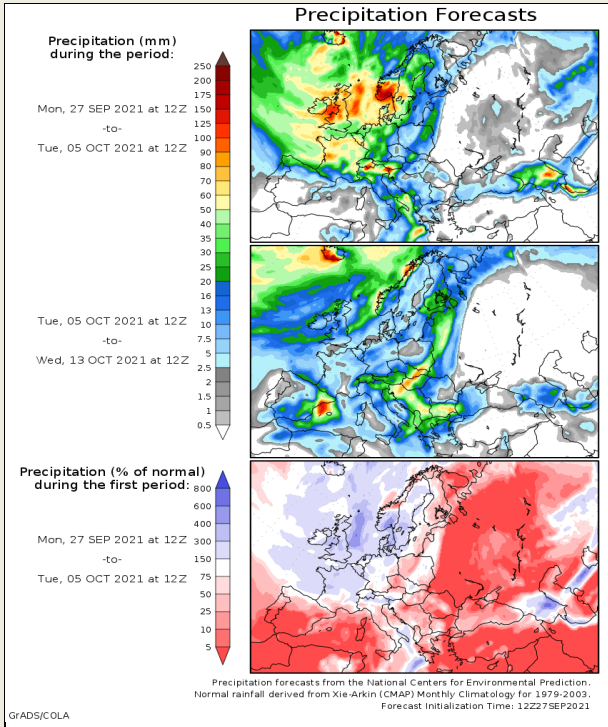 Precipitation Forecasts
Precipitation (mm)
during the period:
Mon, 27 SEP 2021 at 12Z
-to-
Tue, 05 OCT 2021 at 12Z
250
200
175
150
125
100
90
80
70
60
50
40
35
30
25
20
16
13
10
7.5
5
2.5
2
1.5
1
0.5
Tue, 05 OCT 2021 at 12Z
-to-
Wed, 13 OCT 2021 at 12Z
Precipitation (% of normal)
during the first period:
Mon, 27 SEP 2021 at 12Z
-to-
Tue, 05 OCT 2021 at 12Z
800
600
400
300
150
75
50
25
10
5
Precipitation forecasts from the National Centers for Environmental Prediction.
Normal rainfall derived from Xie-Arkin (CMAP) Monthly Climatology for 1979-2003.
Forecast Initialization Time: 12Z27SEP2021
GrADS/COLA